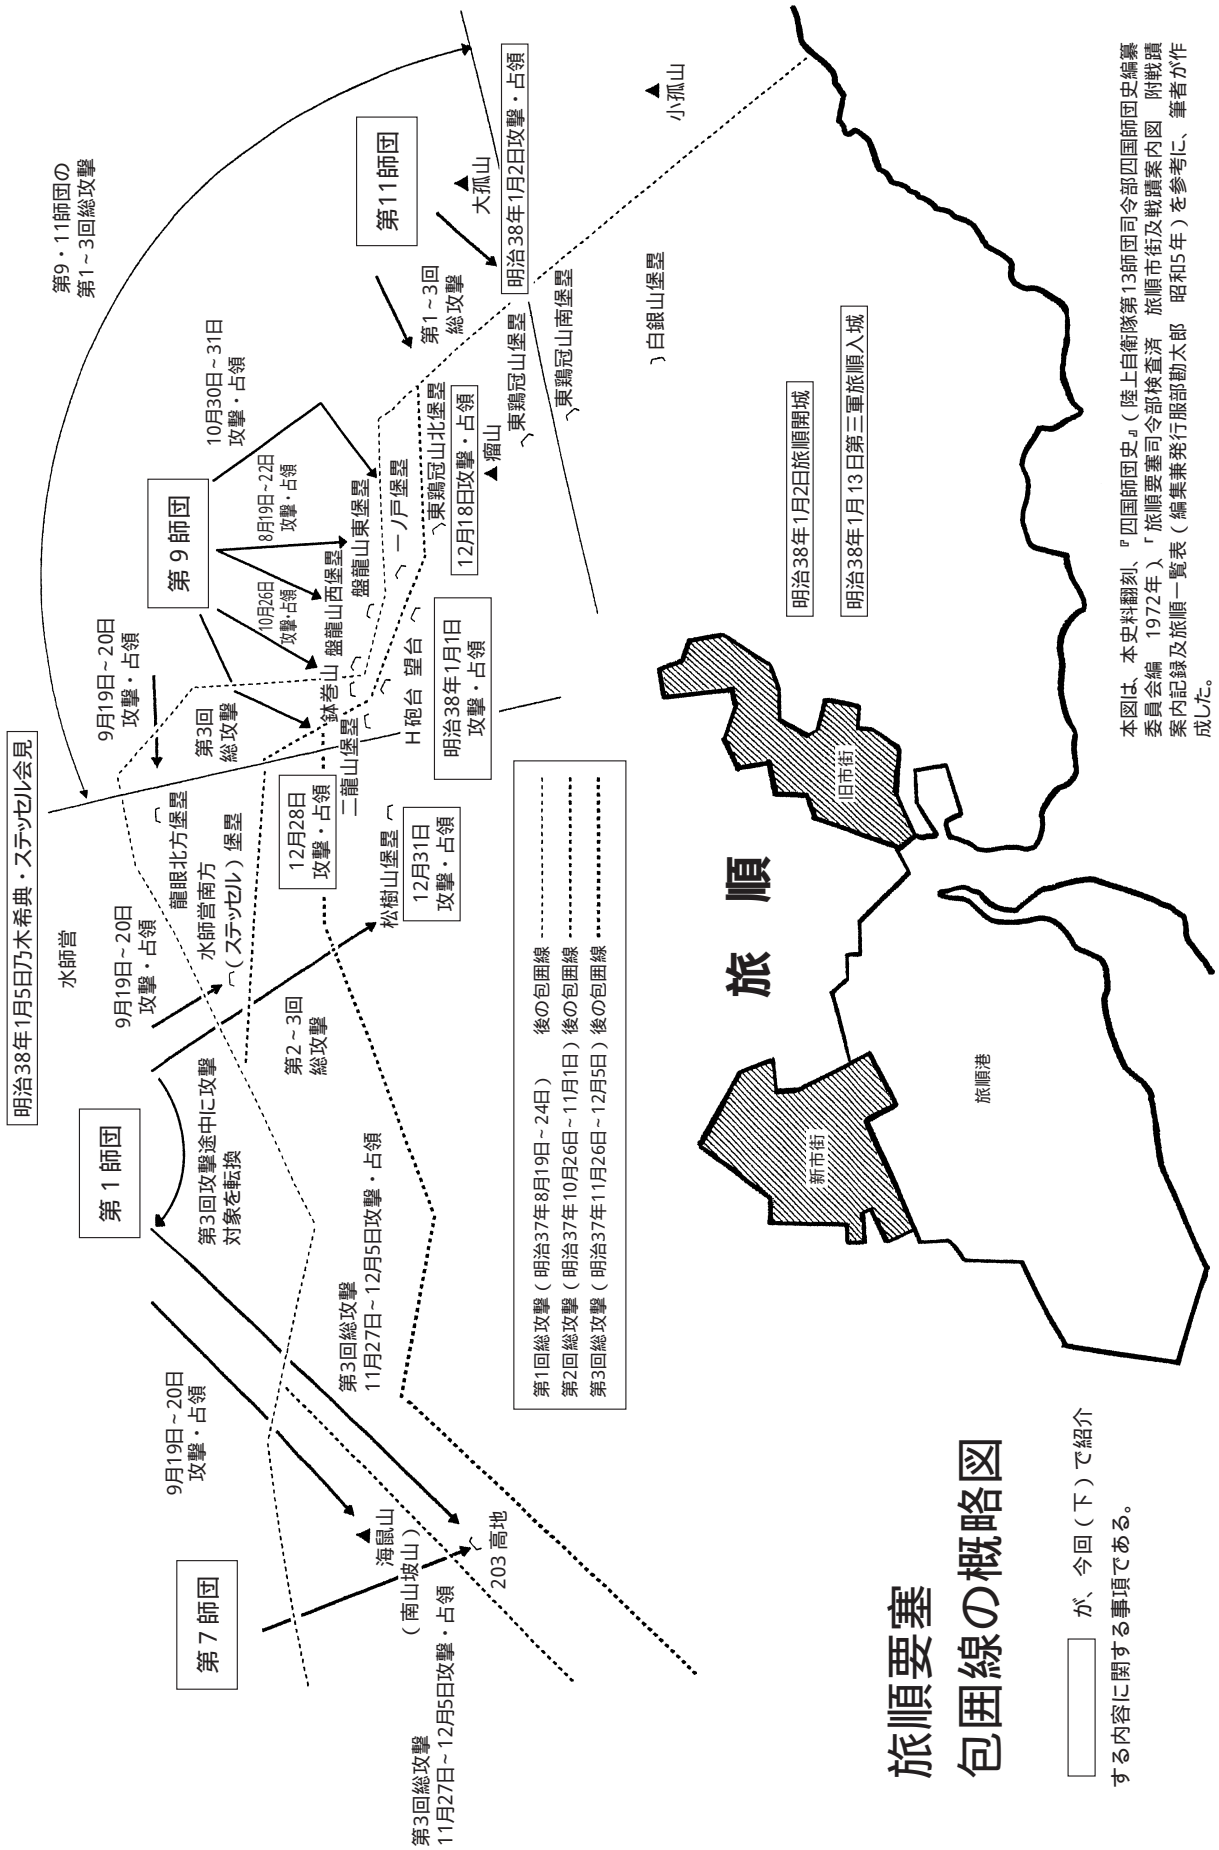 旅順要塞
包囲線の概略図
が、今回（下）で紹介
する内容に関する事項である。
明治38年1月5日乃木希典・ステッセル会見
水師営
第7師団
第1師団
第9師団
第11師団
第9・11師団の
第1~3回総攻撃
9月19日~20日
攻撃・占領
海鼠山
（南山坡山）
203高地
第3回総攻撃
11月27日~12月5日攻撃・占領
第3回総攻撃
11月27日~12月5日攻撃・占領
第3回攻撃途中に攻撃
対象を転換
9月19日~20日
攻撃・占領
水師営南方
（ステッセル）堡塁
龍眼北方堡塁
9月19日~20日
攻撃・占領
第2~3回
総攻撃
松樹山堡塁
12月31日
攻撃・占領
第3回
総攻撃
12月28日
攻撃・占領
二龍山堡塁
鉢巻山
10月26日
攻撃・占領
盤龍山西堡塁
8月19日~22日
攻撃・占領
盤龍山東堡塁
10月30日~31日
攻撃・占領
一ノ戸堡塁
H砲台
望台
明治38年1月1日
攻撃・占領
東鶏冠山北堡塁
12月18日攻撃・占領
瘤山
第1~3回
総攻撃
東鶏冠山堡塁
東鶏冠山南堡塁
明治38年1月2日攻撃・占領
大孤山
小孤山
白銀山堡塁
第1回総攻撃（明治37年8月19日~24日）　後の包囲線
第2回総攻撃（明治37年10月26日~11月1日）後の包囲線
第3回総攻撃（明治37年11月26日~12月5日）後の包囲線
旅　順
明治38年1月2日旅順開城
明治38年1月13日第三軍旅順入城
旧市街
新市街
旅順港
本図は、本史料翻刻、『四国師団史』（陸上自衛隊第13師団司令部四国師団史編纂
委員会編　1972年）、「旅順要塞司令部検査済　旅順市街及戦蹟案内図　附戦蹟
案内記録及旅順一覧表（編集兼発行服部勘太郎　昭和5年）を参考に、筆者が作
成した。